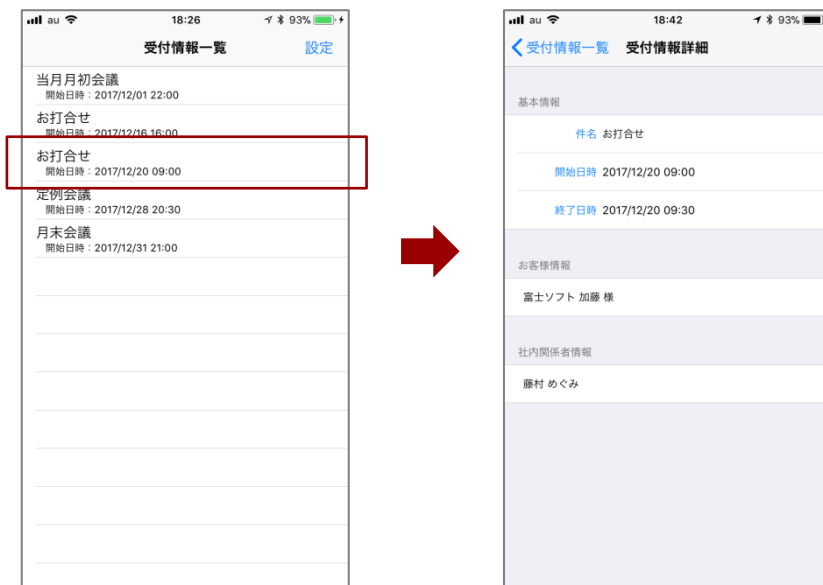 au 18:26 93%
受付情報一覧 設定
当月月初会議
開始日時：2017/12/01 22:00
お打合せ
開始日時：2017/12/16 16:00
お打合せ
開始日時：2017/12/20 09:00
定例会議
開始日時：2017/12/28 20:30
月末会議
開始日時：2017/12/31 21:00
au 18:42 93%
受付情報一覧 受付情報詳細
基本情報
件名 お打合せ
開始日時 2017/12/20 09:00
終了日時 2017/12/20 09:30
お客様情報
富士ソフト 加藤 様
社内関係者情報
藤村 めぐみ